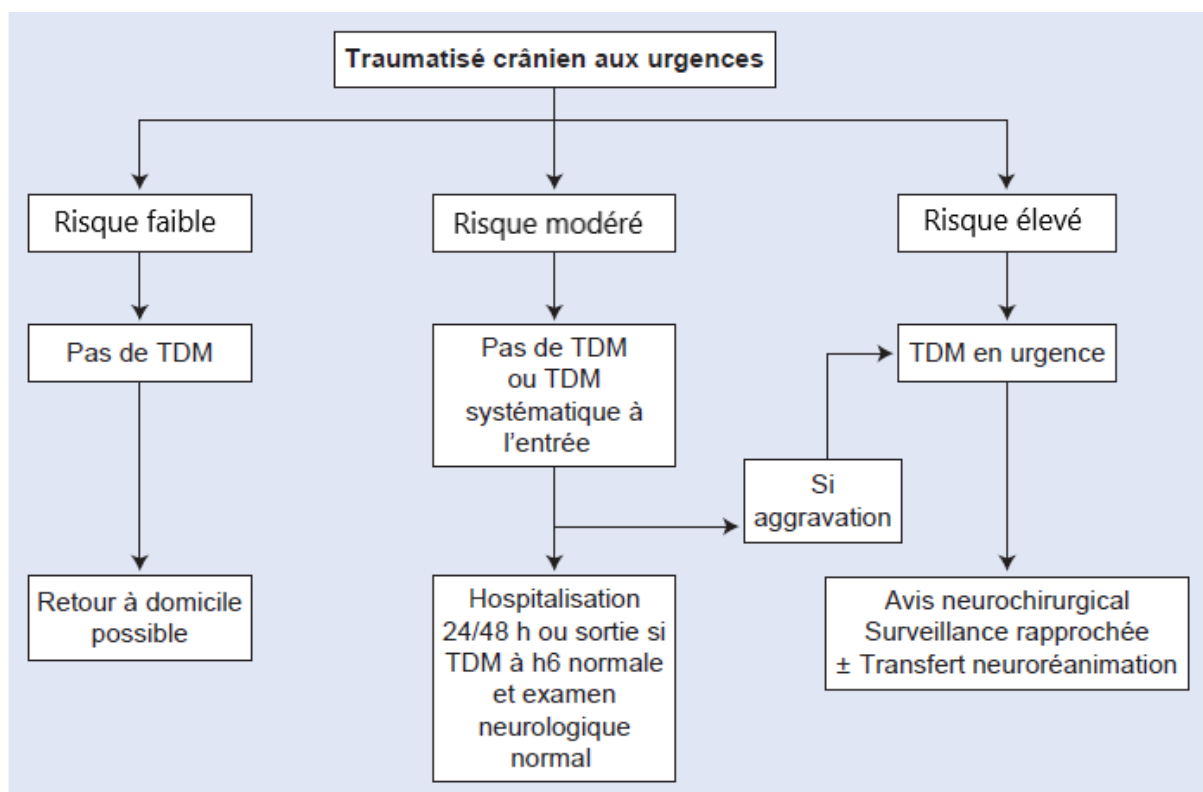 Traumatisé crânien aux urgences
Risque faible
Risque modéré
Risque élevé
Pas de TDM
Pas de TDM
ou TDM
systématique à
l'entrée
TDM en urgence
Si
aggravation
Retour à domicile
possible
Hospitalisation
24/48 h ou sortie si
TDM à h6 normale
et examen
neurologique
normal
Avis neurochirurgical
Surveillance rapprochée
± Transfert neuroréanimation